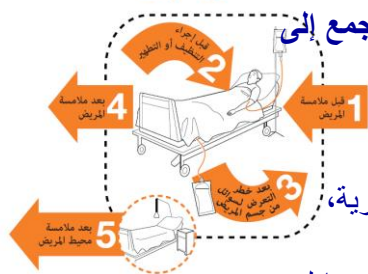 جمع إلى
قبل إجراء
التنظيف أو التطهير
2
1
قبل ملامسة
المريض
4
بعد ملامسة
المريض
3
بعد خطر
التعرض لسوائل
من جسم المريض
رية،
5
بعد ملامسة
محيط المريض